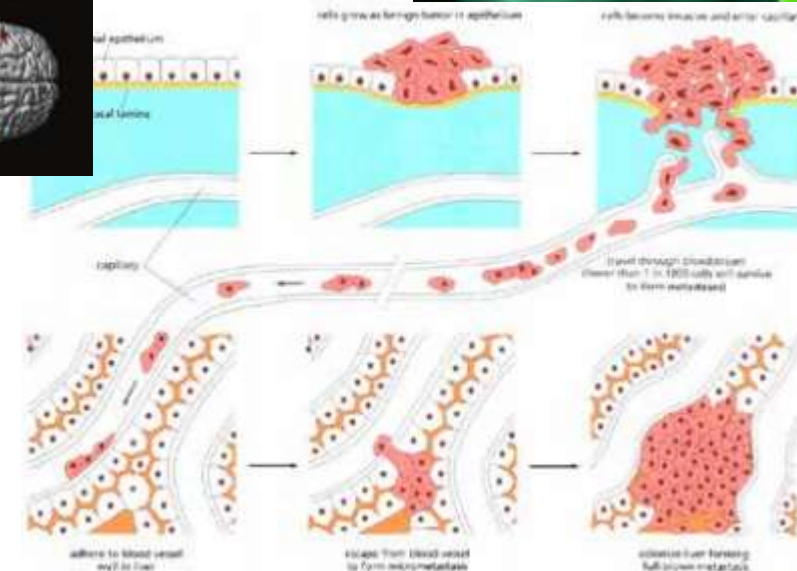 cells grow as benign tumor in epithelium
cells become invasive and enter capillary
epithelium
lamina
capillary
travel through bloodstream
(fewer than 1 in 1000 cells will survive
to form metastases)
adhere to blood vessel
wall in liver
escape from blood vessel
to form micrometastasis
colonize liver forming
full-blown metastasis